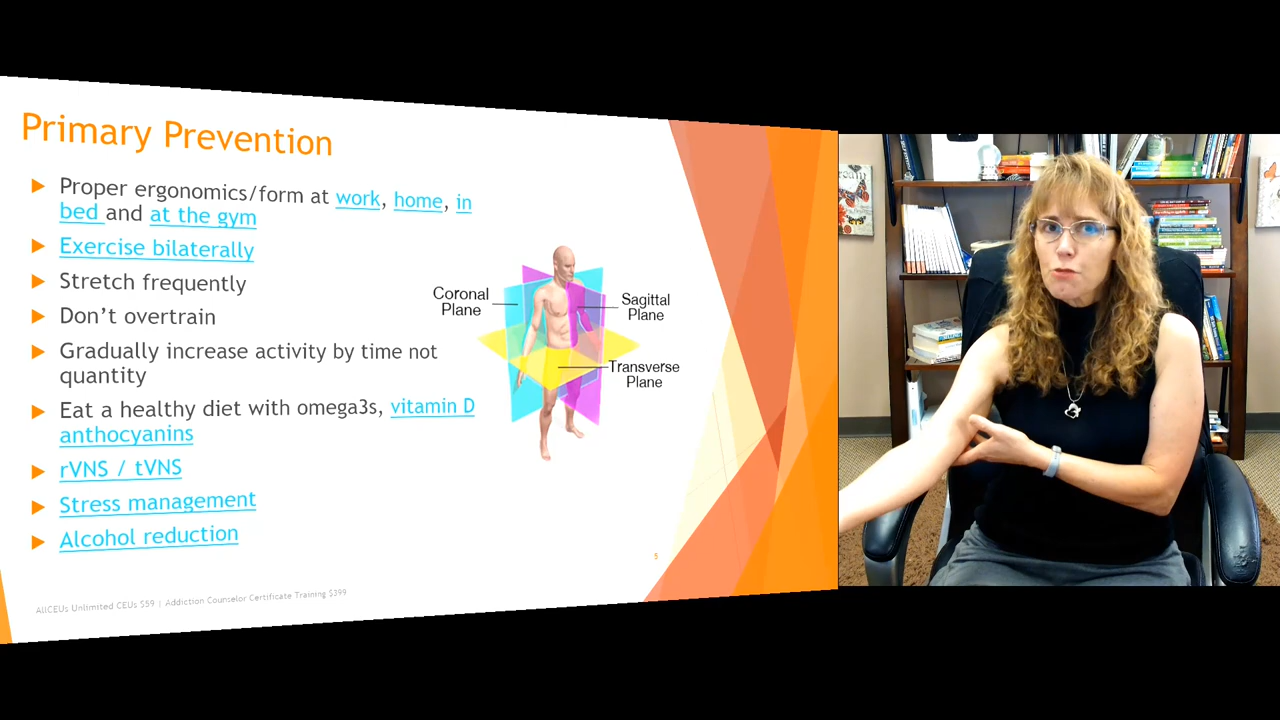 Primary Prevention
Proper ergonomics/form at work, home, in
bed and at the gym
Exercise bilaterally
Stretch frequently
Don't overtrain
Gradually increase activity by time not
quantity
Eat a healthy diet with omega3s, vitamin D
anthocyanins
rVNS / tVNS
Stress management
Alcohol reduction
Coronal
Plane
Sagittal
Plane
Transverse
Plane
5
AllCEUs Unlimited CEUs $59 | Addiction Counselor Certificate Training $399